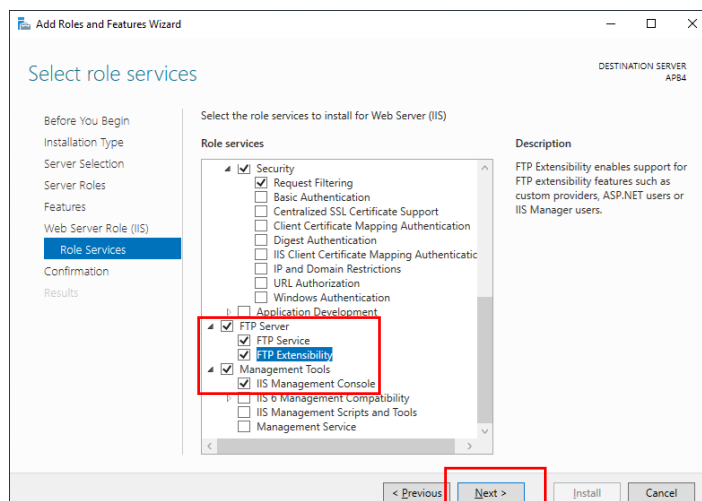 Add Roles and Features Wizard
Select role services
DESTINATION SERVER
APB4
Before You Begin
Installation Type
Server Selection
Server Roles
Features
Web Server Role (IIS)
Role Services
Confirmation
Results
Select the role services to install for Web Server (IIS)
Role services
Security
Request Filtering
Basic Authentication
Centralized SSL Certificate Support
Client Certificate Mapping Authentication
Digest Authentication
IIS Client Certificate Mapping Authenticatic
IP and Domain Restrictions
URL Authorization
Windows Authentication
Application Development
FTP Server
FTP Service
FTP Extensibility
Management Tools
IIS Management Console
IIS 6 Management Compatibility
IIS Management Scripts and Tools
Management Service
Description
FTP Extensibility enables support for
FTP extensibility features such as
custom providers, ASP.NET users or
IIS Manager users.
< Previous
Next >
Install
Cancel